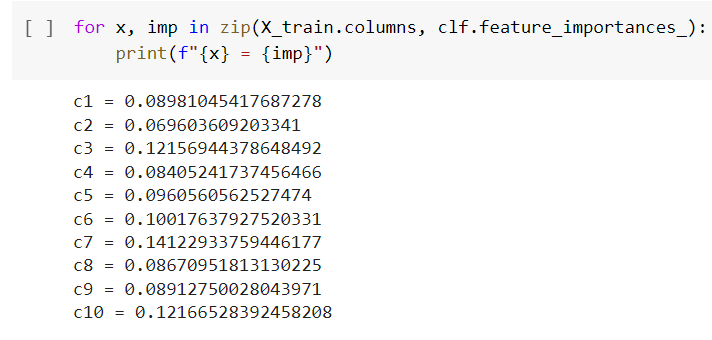 [ ] for x, imp in zip(X_train.columns, clf.feature_importances_):
print(f"{x} = {imp}")
c1 = 0.08981045417687278
c2 = 0.069603609203341
c3 = 0.12156944378648492
c4 = 0.08405241737456466
c5 = 0.0960560562527474
c6 = 0.10017637927520331
c7 = 0.14122933759446177
c8 = 0.08670951813130225
c9 = 0.08912750028043971
c10 = 0.12166528392458208